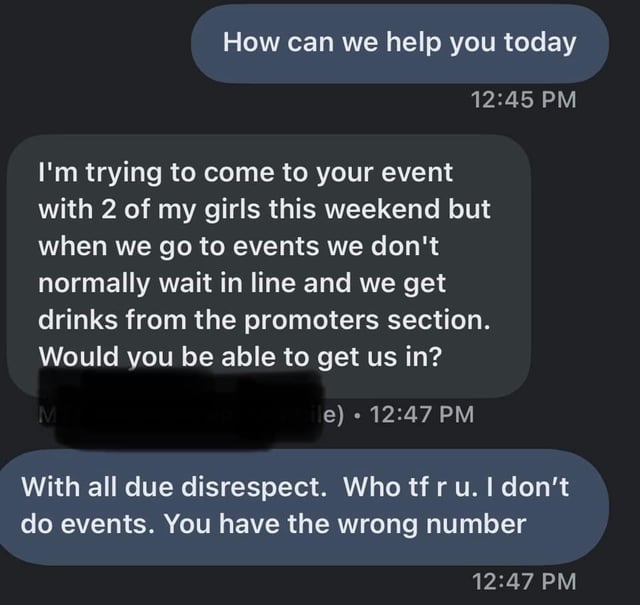 How can we help you today
12:45 PM
I'm trying to come to your event
with 2 of my girls this weekend but
when we go to events we don't
normally wait in line and we get
drinks from the promoters section.
Would you be able to get us in?
• 12:47 PM
With all due disrespect.  Who tf r u. I don’t
do events. You have the wrong number
12:47 PM